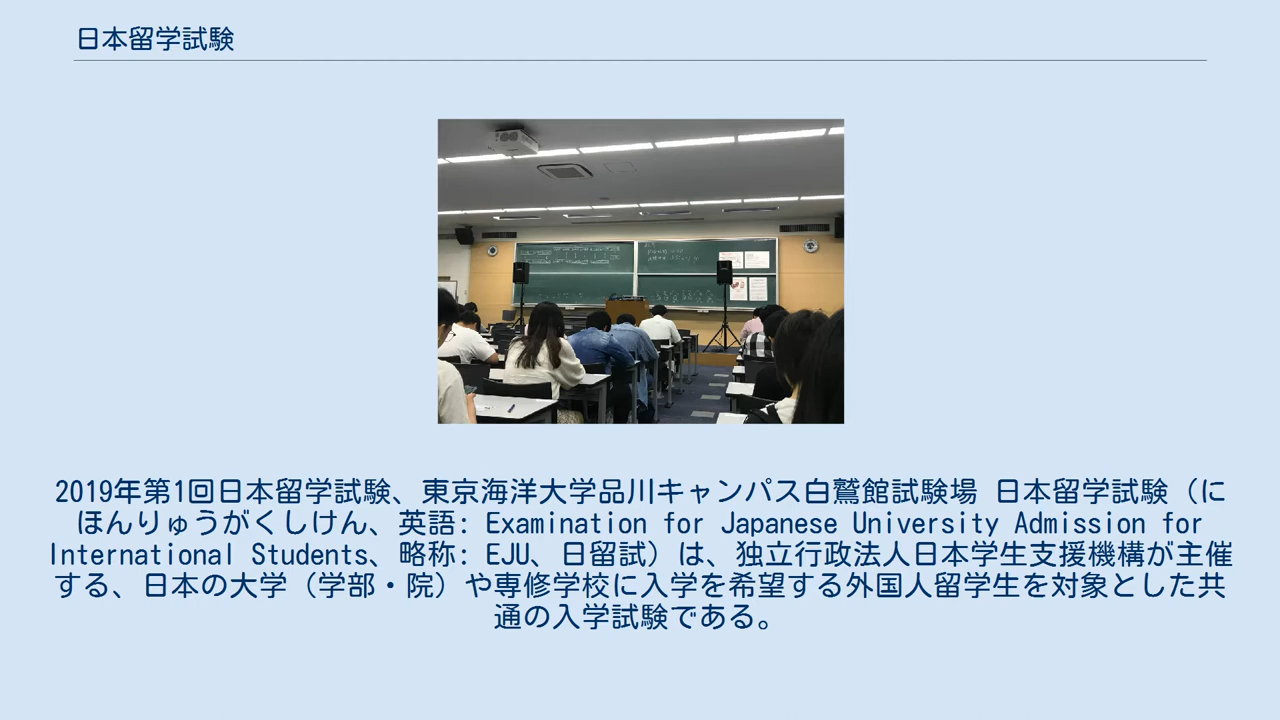 日本留学試験
2019年第1回日本留学試験、東京海洋大学品川キャンパス白鷲館試験場 日本留学試験（に
ほんりゅうがくしけん、英語: Examination for Japanese University Admission for
International Students、略称: EJU、日留試）は、独立行政法人日本学生支援機構が主催
する、日本の大学（学部・院）や専修学校に入学を希望する外国人留学生を対象とした共
通の入学試験である。